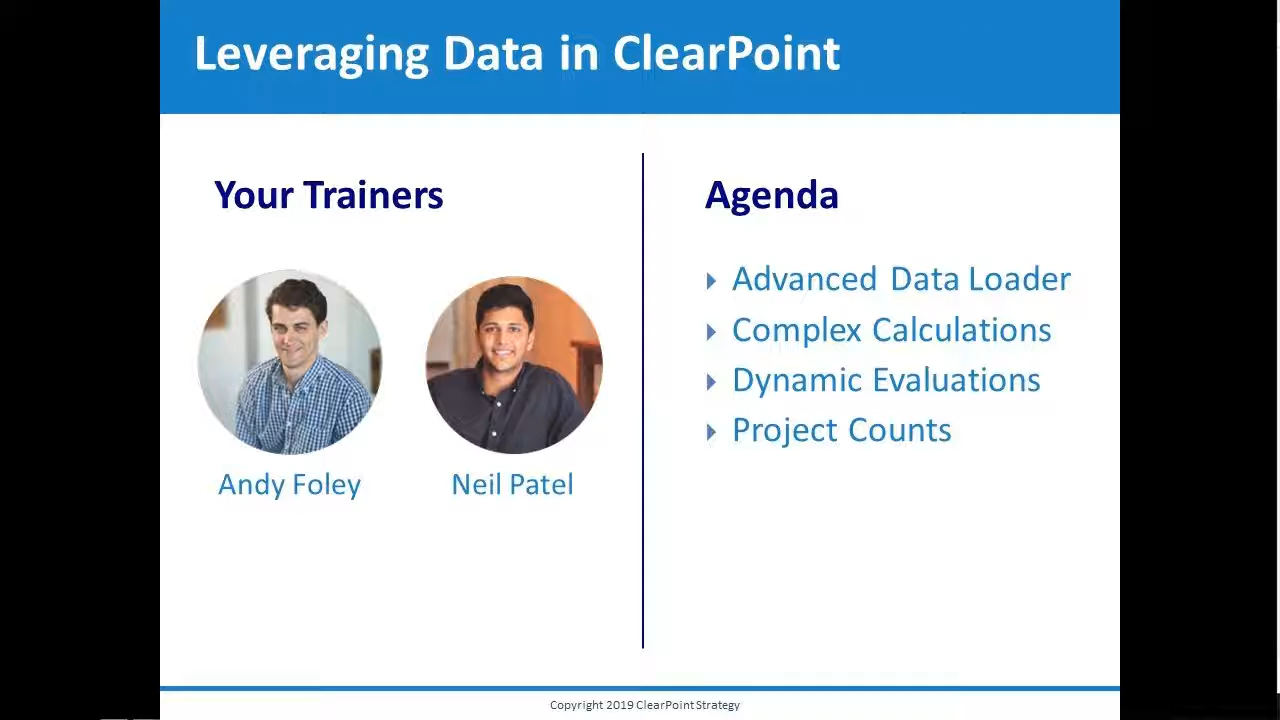 Leveraging Data in ClearPoint
Your Trainers
Andy Foley
Neil Patel
Agenda
Advanced Data Loader
Complex Calculations
Dynamic Evaluations
Project Counts
Copyright 2019 ClearPoint Strategy